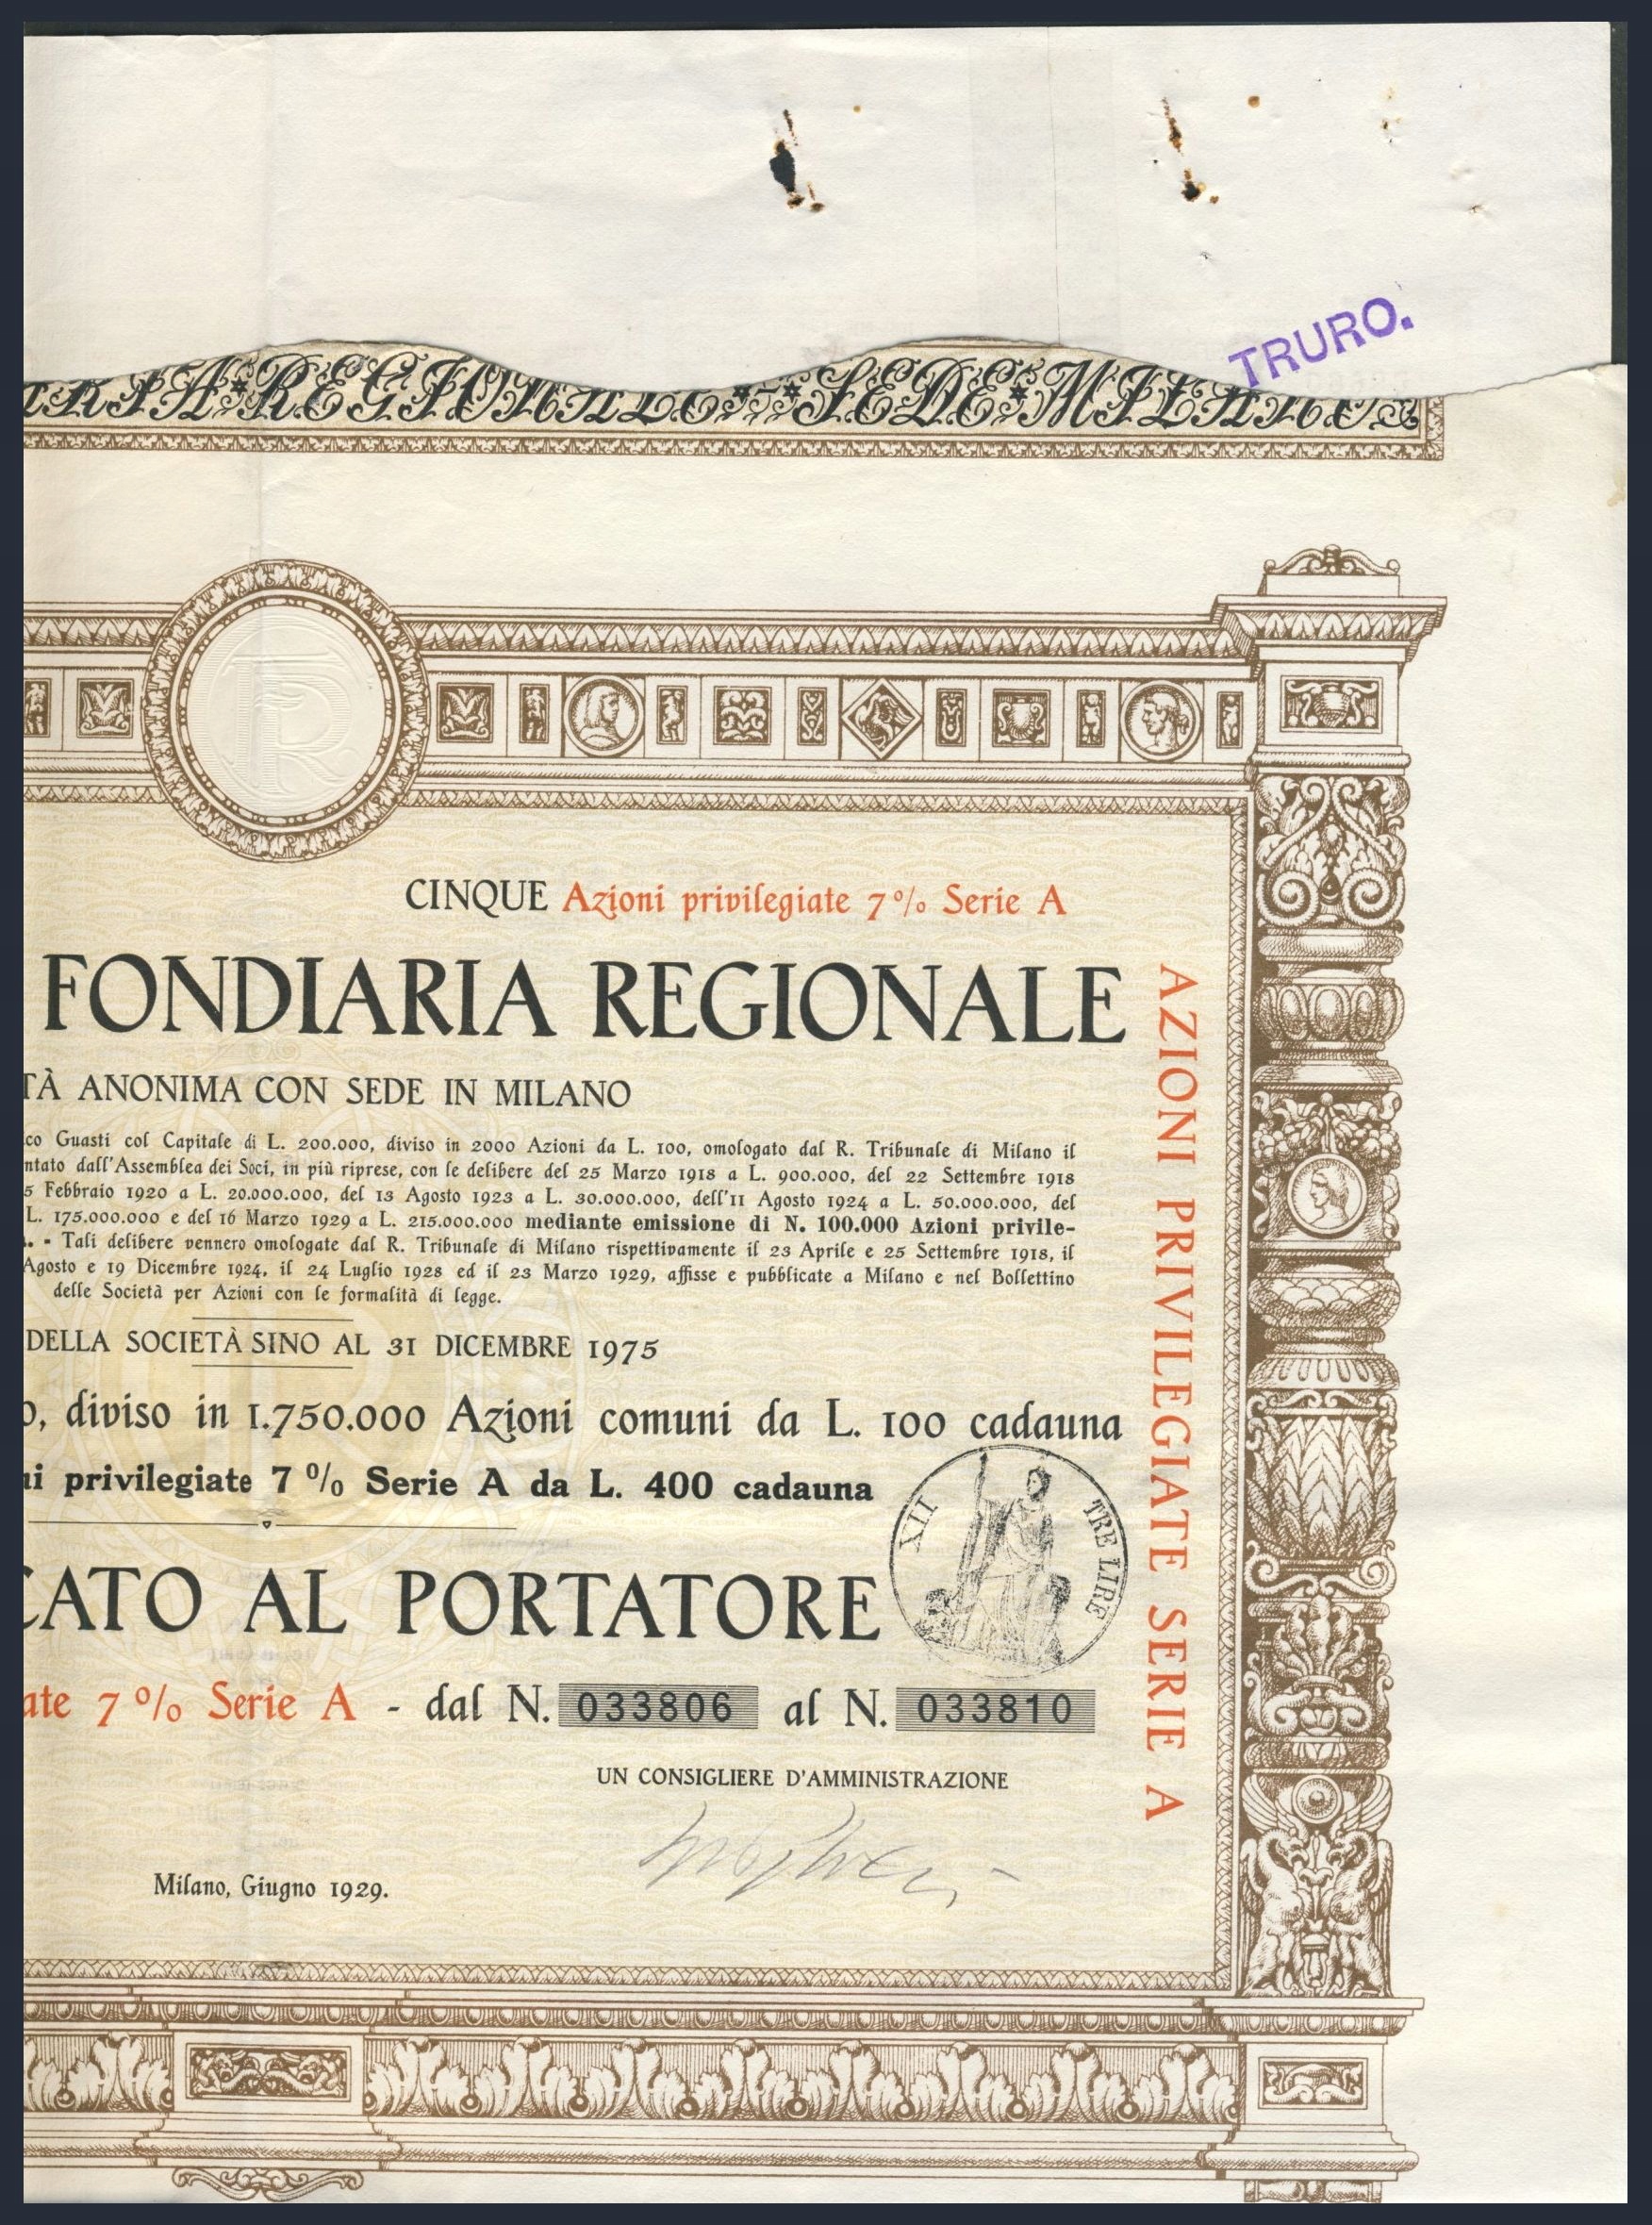 TRURO.
REGIONALE * SEDE * MILANO
FR
CINQUE Azioni privilegiate 7% Serie A
FONDIARIA REGIONALE
TÀ ANONIMA CON SEDE IN MILANO
co Guasti col Capitale di L. 200.000, diviso in 2000 Azioni da L. 100, omologato dal R. Tribunale di Milano il
ntato dall'Assemblea dei Soci, in più riprese, con le delibere del 25 Marzo 1918 a L. 900.000, del 22 Settembre 1918
5 Febbraio 1920 a L. 20.000.000, del 13 Agosto 1923 a L. 30.000.000, dell'11 Agosto 1924 a L. 50.000.000, del
L. 175.000.000 e del 16 Marzo 1929 a L. 215.000.000 mediante emissione di N. 100.000 Azioni privile-
. - Tali delibere vennero omologate dal R. Tribunale di Milano rispettivamente il 23 Aprile e 25 Settembre 1918, il
Agosto e 19 Dicembre 1924, il 24 Luglio 1928 ed il 23 Marzo 1929, affisse e pubblicate a Milano e nel Bollettino
delle Società per Azioni con le formalità di legge.
DELLA SOCIETÀ SINO AL 31 DICEMBRE 1975
o, diviso in 1.750.000 Azioni comuni da L. 100 cadauna
ni privilegiate 7% Serie A da L. 400 cadauna
XII TRE LIRE
CATO AL PORTATORE
ate 7% Serie A - dal N. 033806 al N. 033810
UN CONSIGLIERE D'AMMINISTRAZIONE
Milano, Giugno 1929.
AZIONI PRIVILEGIATE SERIE A